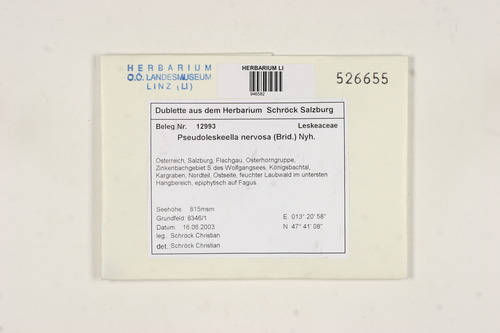 HERBARIUM
O.Ö. LANDESMUSEUM
LINZ (LI)
HERBARIUM LI
946582
526655
Dublette aus dem Herbarium Schröck Salzburg
Beleg Nr. 12993 Leskeaceae
Pseudoleskeella nervosa (Brid.) Nyh.
Österreich, Salzburg, Flachgau, Osterhorngruppe,
Zinkenbachgebiet S des Wolfgangsees, Königsbachtal,
Kargraben, Nordteil, Ostseite, feuchter Laubwald im untersten
Hangbereich, epiphytisch auf Fagus
Seehöhe: 815msm
Grundfeld: 8346/1 E: 013° 20' 58"
Datum: 16.06.2003 N: 47° 41' 06"
leg.: Schröck Christian
det.: Schröck Christian